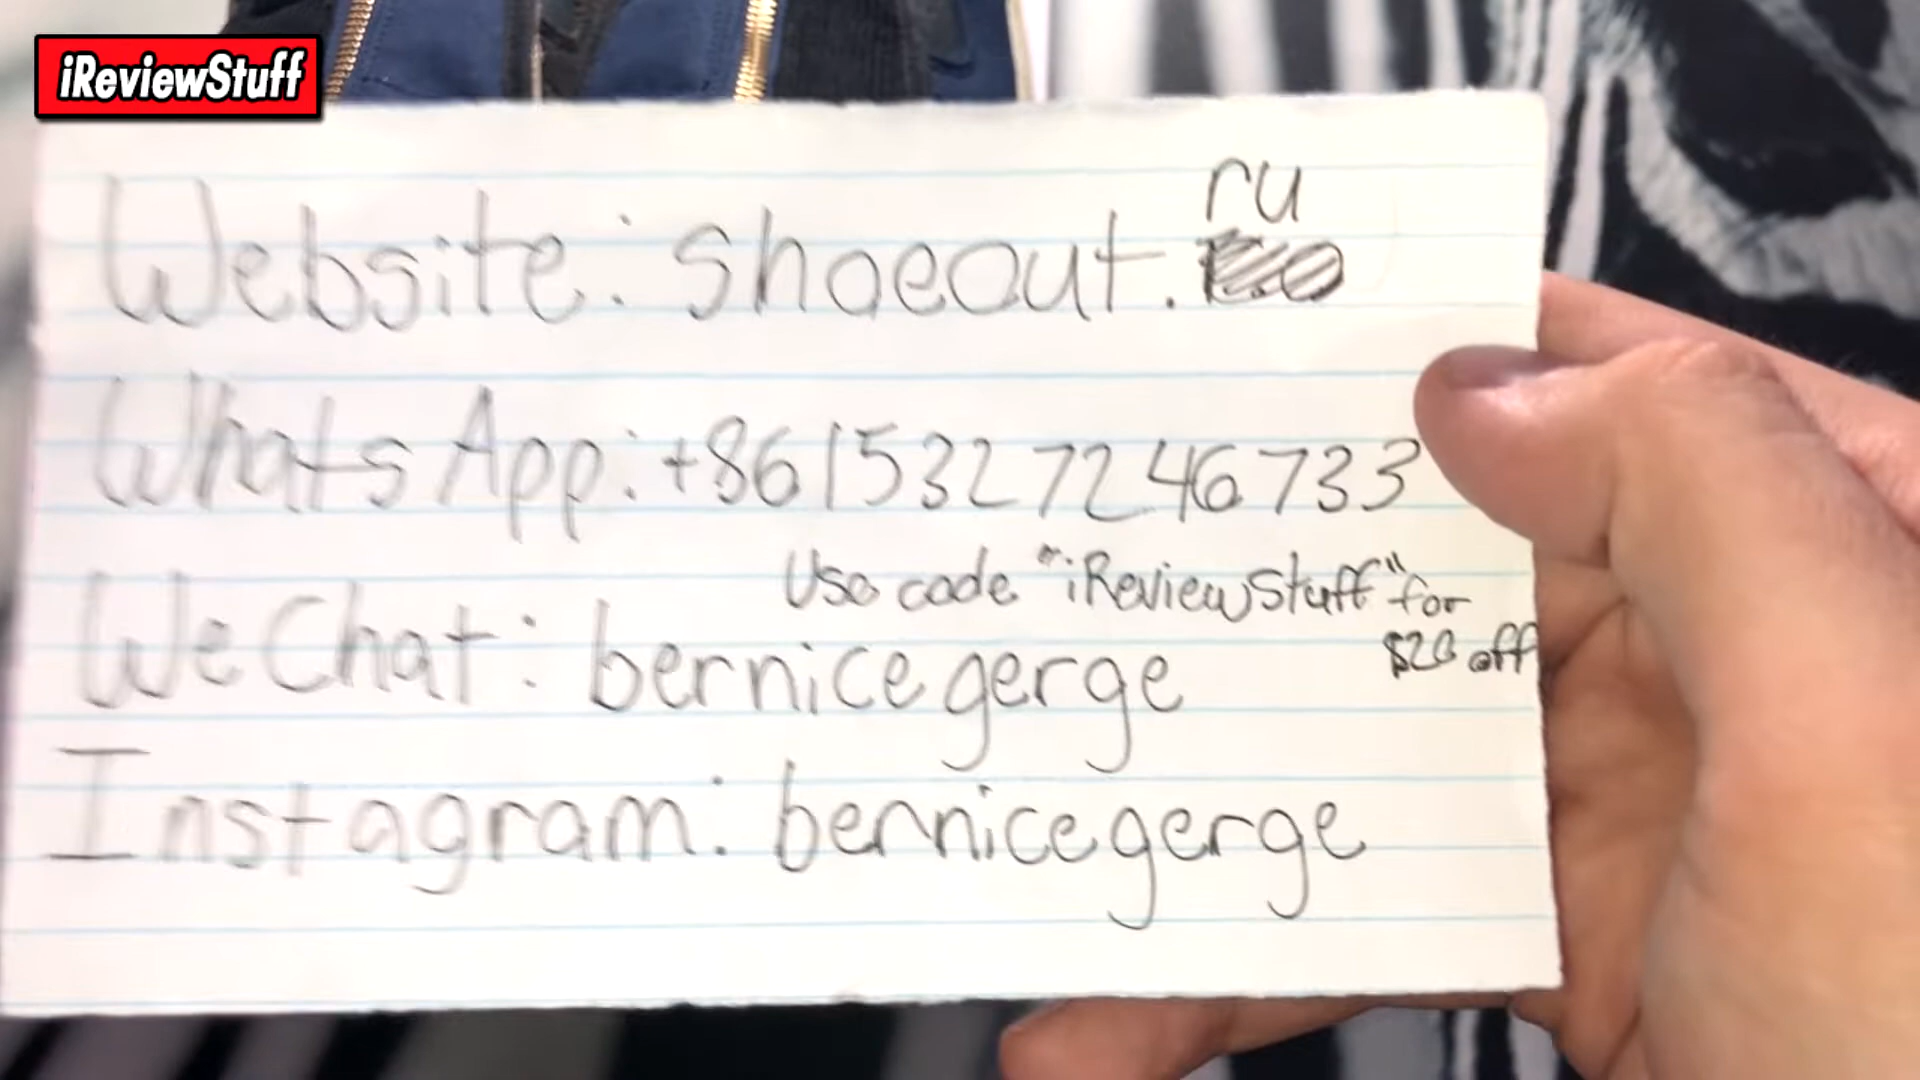 iReviewStuff
Website: shoeout.ru
WhatsApp: +8615327246733
Use code "iReviewStuff" for
$20 off
WeChat: bernicegerge
Instagram: bernicegerge